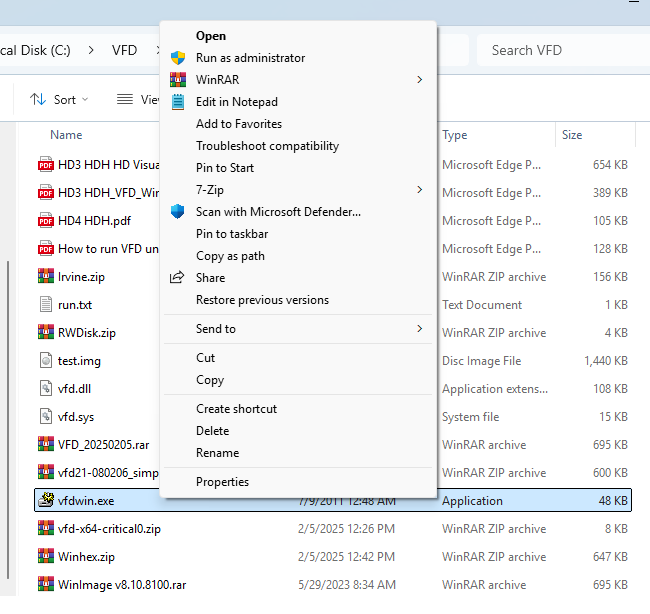 cal Disk (C:) > VFD >
Search VFD
Sort
Vie
Name
Type
Size
HD3 HDH HD Visua
Microsoft Edge P...
654 KB
HD3 HDH_VFD_Win
Microsoft Edge P...
389 KB
HD4 HDH.pdf
Microsoft Edge P...
105 KB
How to run VFD un
Microsoft Edge P...
128 KB
Irvine.zip
WinRAR ZIP archive
156 KB
run.txt
Text Document
1 KB
RWDisk.zip
WinRAR ZIP archive
4 KB
test.img
Disc Image File
1,440 KB
vfd.dll
Application exten...
108 KB
vfd.sys
System file
15 KB
VFD_20250205.rar
WinRAR archive
695 KB
vfd21-080206_simp
WinRAR ZIP archive
600 KB
vfdwin.exe
7/9/2011 12:48 AM
Application
48 KB
vfd-x64-critical0.zip
2/5/2025 12:26 PM
WinRAR ZIP archive
8 KB
Winhex.zip
2/5/2025 12:42 PM
WinRAR ZIP archive
647 KB
WinImage v8.10.8100.rar
5/29/2023 8:34 AM
WinRAR archive
695 KB
Open
Run as administrator
WinRAR
Edit in Notepad
Add to Favorites
Troubleshoot compatibility
Pin to Start
7-Zip
Scan with Microsoft Defender...
Pin to taskbar
Copy as path
Share
Restore previous versions
Send to
Cut
Copy
Create shortcut
Delete
Rename
Properties